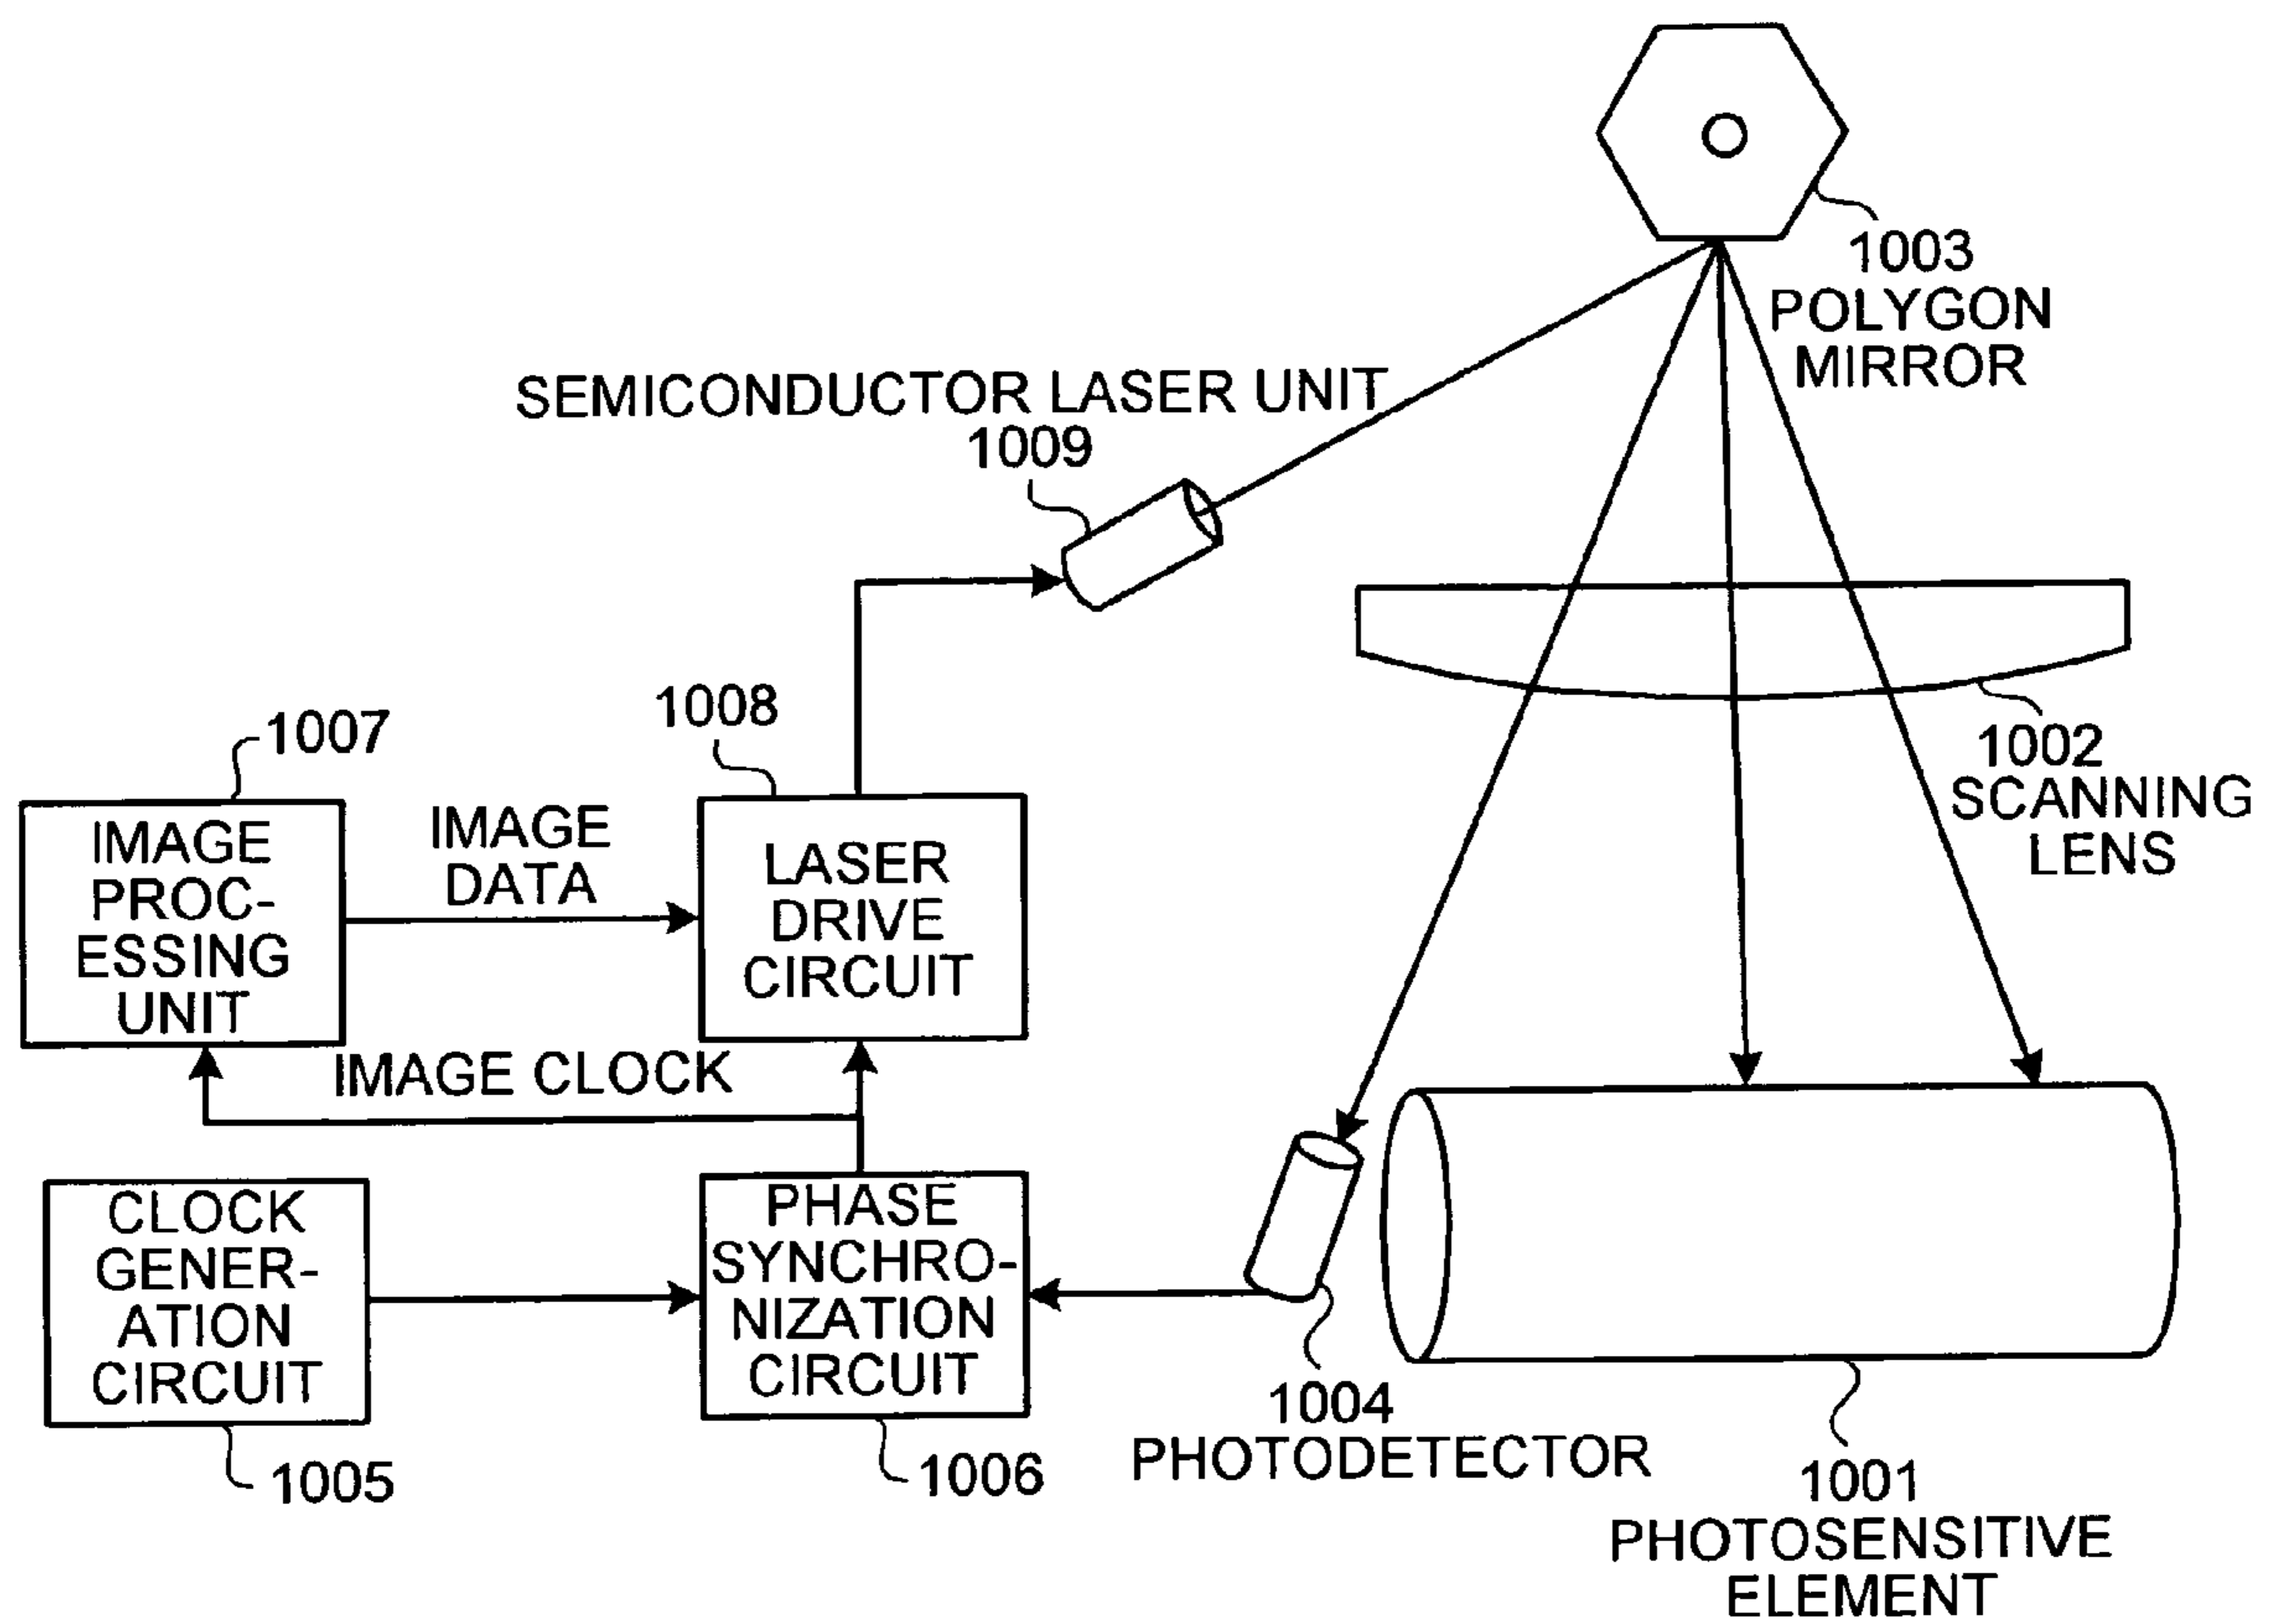 1003
POLYGON
MIRROR
SEMICONDUCTOR LASER UNIT
1009
1002
SCANNING
LENS
1007
1008
IMAGE
PROC-
ESSING
UNIT
IMAGE
DATA
LASER
DRIVE
CIRCUIT
IMAGE CLOCK
CLOCK
GENER-
ATION
CIRCUIT
PHASE
SYNCHRO-
NIZATION
CIRCUIT
1005
1006
1004
PHOTODETECTOR
1001
PHOTOSENSITIVE
ELEMENT